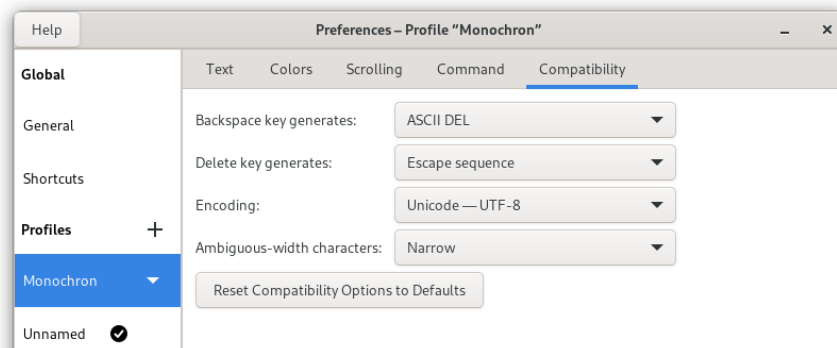 Help
Preferences – Profile “Monochron”
Global
General
Shortcuts
Profiles
Monochron
Unnamed
Text Colors Scrolling Command Compatibility
Backspace key generates: ASCII DEL
Delete key generates: Escape sequence
Encoding: Unicode — UTF-8
Ambiguous-width characters: Narrow
Reset Compatibility Options to Defaults